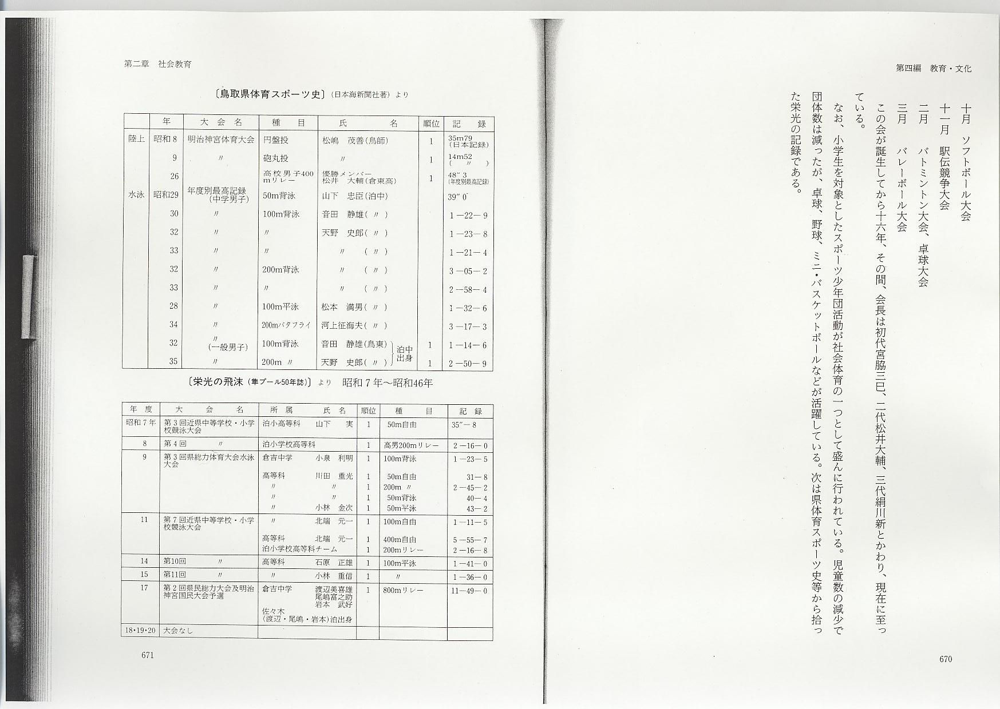 第四編　教育・文化
十月　ソフトボール大会
十一月　駅伝競争大会
二月　バトミントン大会、卓球大会
三月　バレーボール大会
この会が誕生してから十六年、その間、会長は初代宮脇三巳、二代松井大輔、三代絹川新とかわり、現在に至っ
ている。
なお、小学生を対象としたスポーツ少年団活動が社会体育の一つとして盛んに行われている。児童数の減少で
団体数は減ったが、卓球、野球、ミニ・バスケットボールなどが活躍している。次は県体育スポーツ史等から拾っ
た栄光の記録である。
670
第二章　社会教育
〔鳥取県体育スポーツ史〕（日本海新聞社著）より
年　大会名　種目　氏名　順位　記録
陸上　昭和8　明治神宮体育大会　円盤投　松嶋　茂善(鳥師)　1　35m79（日本記録）
9　〃　砲丸投　〃　1　14m52（　〃　）
26　高校男子400mリレー　優勝メンバー　松井　大輔(倉東高)　1　48″3（年度別最高記録）
水泳　昭和29　年度別最高記録（中学男子）　50m背泳　山下　忠臣(泊中)　39″0
30　〃　100m背泳　音田　静雄(〃)　1―22―9
32　〃　〃　天野　史郎(〃)　1―23―8
33　〃　〃　〃　(〃)　1―21―4
32　〃　200m背泳　〃　(〃)　3―05―2
33　〃　〃　〃　(〃)　2―58―4
28　〃　100m平泳　松本　満男(〃)　1―32―6
34　〃　200mバタフライ　河上征海夫(〃)　3―17―3
32　〃（一般男子）　100m背泳　音田　静雄(鳥東)　泊中出身　1　1―14―6
35　〃　200m　〃　天野　史郎(〃)　1　2―50―9
〔栄光の飛沫（隼プール50年誌）〕より　昭和7年～昭和46年
年度　大会名　所属　氏名　順位　種目　記録
昭和7年　第3回近県中等学校・小学校競泳大会　泊小高等科　山下　実　1　50m自由　35″―8
8　第4回　〃　泊小学校高等科　1　高男200mリレー　2―16―0
9　第3回県総力体育大会水泳大会　倉吉中学　小泉　利明　1　100m背泳　1―23―5
高等科　川田　重光　1　50m自由　31―8
〃　〃　1　200m　〃　2―45―2
〃　〃　1　50m背泳　40―4
〃　小林　金次　1　50m平泳　43―2
11　第7回近県中等学校・小学校競泳大会　〃　北端　元一　1　100m自由　1―11―5
高等科　北端　元一　1　400m自由　5―55―7
泊小学校高等科チーム　1　200mリレー　2―16―8
14　第10回　〃　高等科　石原　正雄　1　100m平泳　1―41―0
15　第11回　〃　〃　小林　重信　1　〃　1―36―0
17　第2回県民総力大会及明治神宮国民大会予選　倉吉中学　渡辺美喜雄　1　800mリレー　11―49―0
尾嶋富之助
岩本　武好
佐々木
(渡辺・尾嶋・岩本)泊出身
18・19・20　大会なし
671